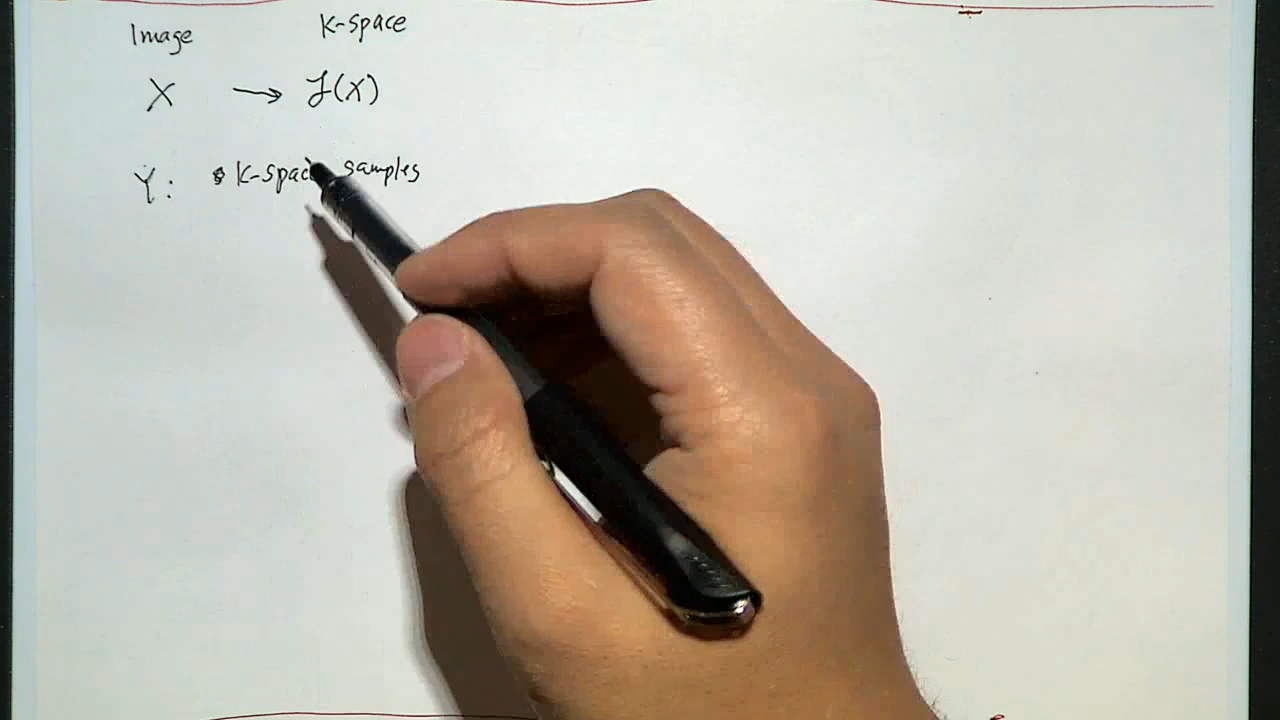 Image K-space
X → ℱ(X)
Y: K-space samples